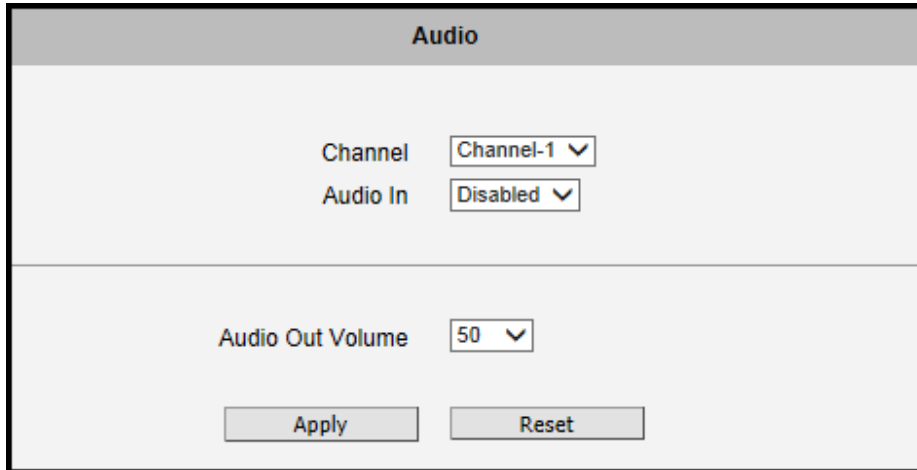 Audio
Channel Channel-1
Audio In Disabled
Audio Out Volume 50
Apply Reset